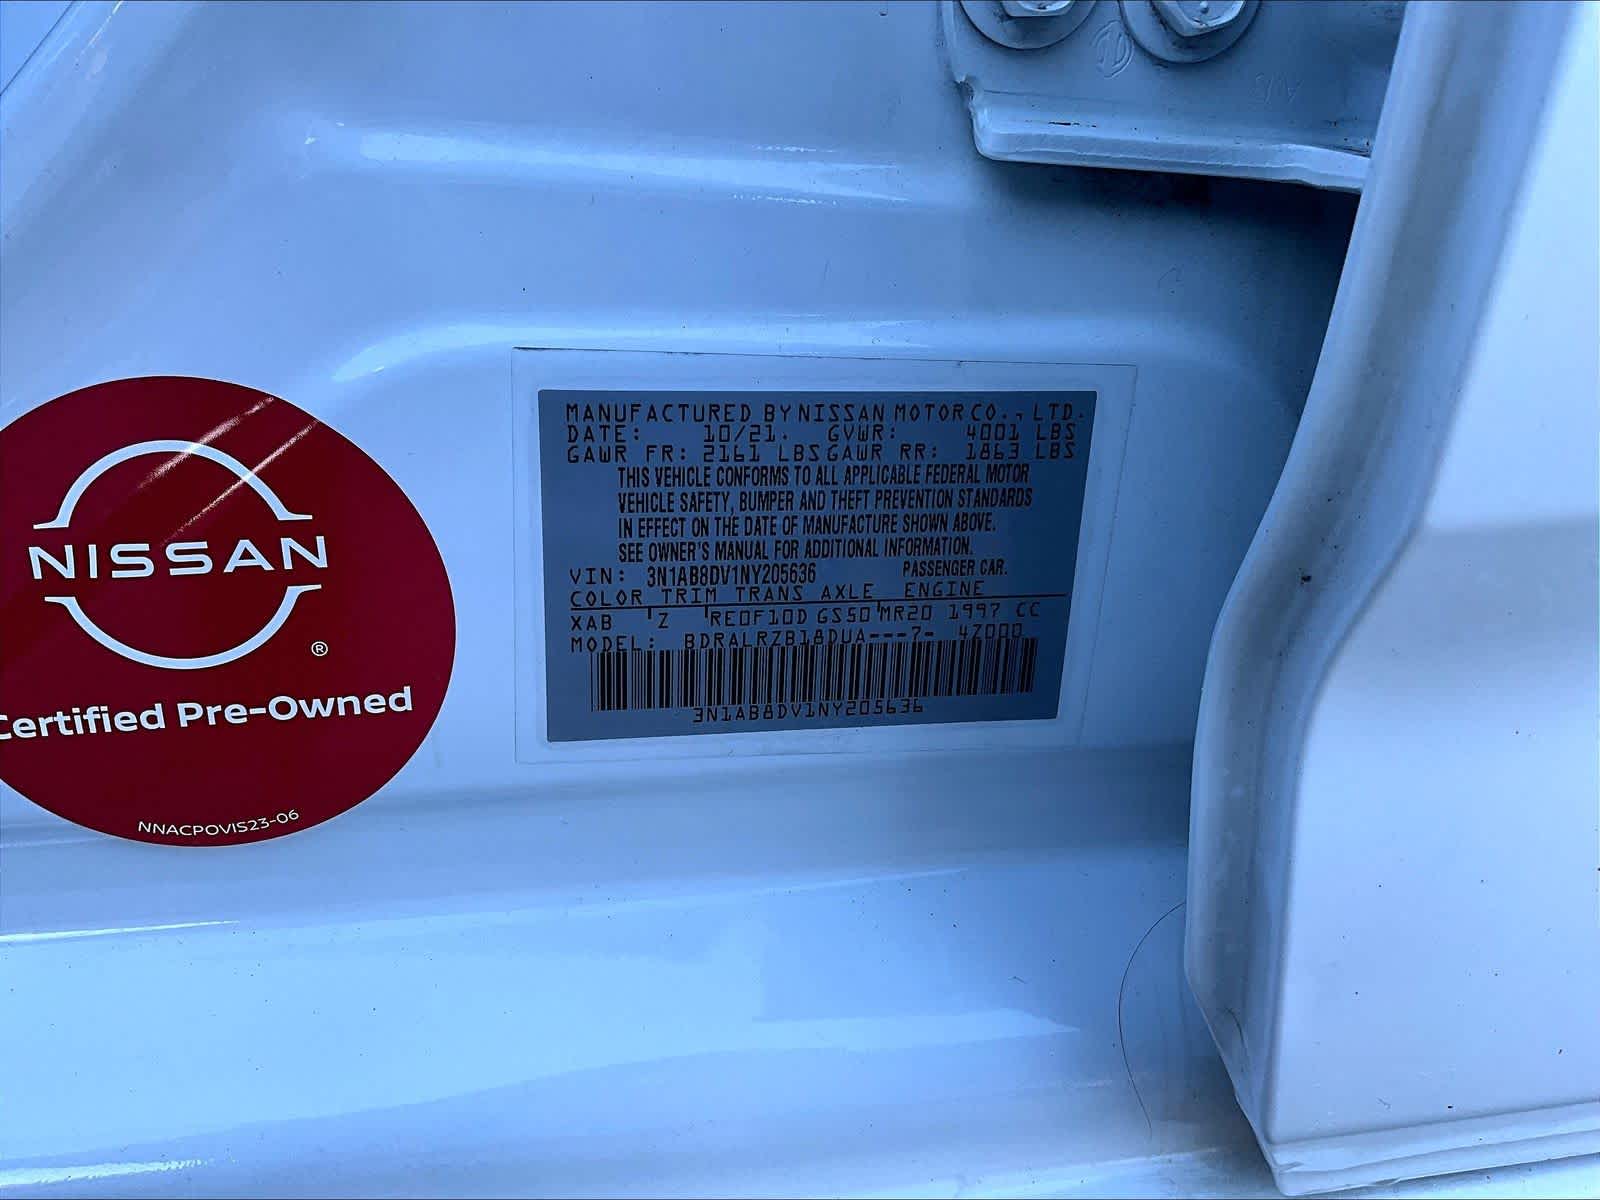 MANUFACTURED BY NISSAN MOTOR CO., LTD.
DATE: 10/21. GVWR: 4001 LBS
GAWR FR: 2161 LBS GAWR RR: 1863 LBS
THIS VEHICLE CONFORMS TO ALL APPLICABLE FEDERAL MOTOR
VEHICLE SAFETY, BUMPER AND THEFT PREVENTION STANDARDS
IN EFFECT ON THE DATE OF MANUFACTURE SHOWN ABOVE.
SEE OWNER'S MANUAL FOR ADDITIONAL INFORMATION.
VIN: 3N1AB8DV1NY205636 PASSENGER CAR.
COLOR TRIM TRANS AXLE ENGINE
XAB Z RE0F10D GS50 MR20 1997 CC
MODEL: BDRALRZB18DUA---7- 4Z000
3N1AB8DV1NY205636
NISSAN
®
Certified Pre-Owned
NNACPOVIS23-06